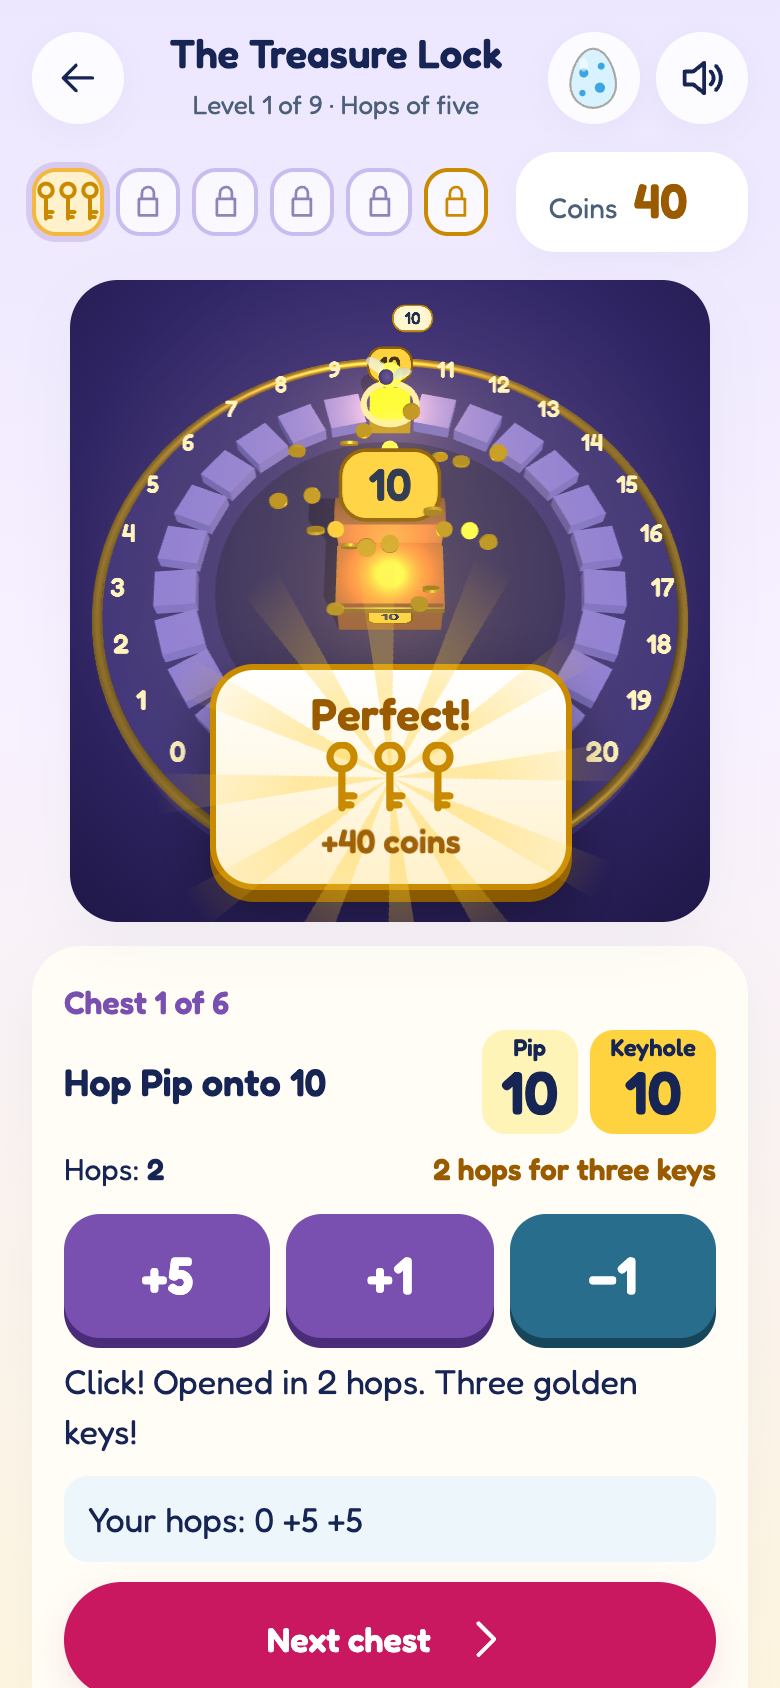 The Treasure Lock
Level 1 of 9 · Hops of five
Coins 40
10
9
11
8
12
7
13
6
14
5
15
10
4
16
3
17
10
2
18
1
19
0
20
Perfect!
+40 coins
Chest 1 of 6
Hop Pip onto 10
Pip
10
Keyhole
10
Hops: 2
2 hops for three keys
+5
+1
−1
Click! Opened in 2 hops. Three golden
keys!
Your hops: 0 +5 +5
Next chest